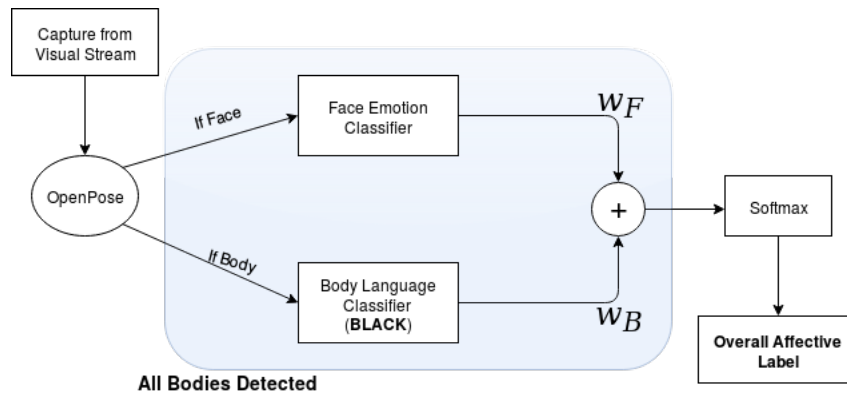 Capture from
Visual Stream
OpenPose
If Face
If Body
Face Emotion
Classifier
Body Language
Classifier
(BLACK)
w_F
+
w_B
Softmax
Overall Affective
Label
All Bodies Detected